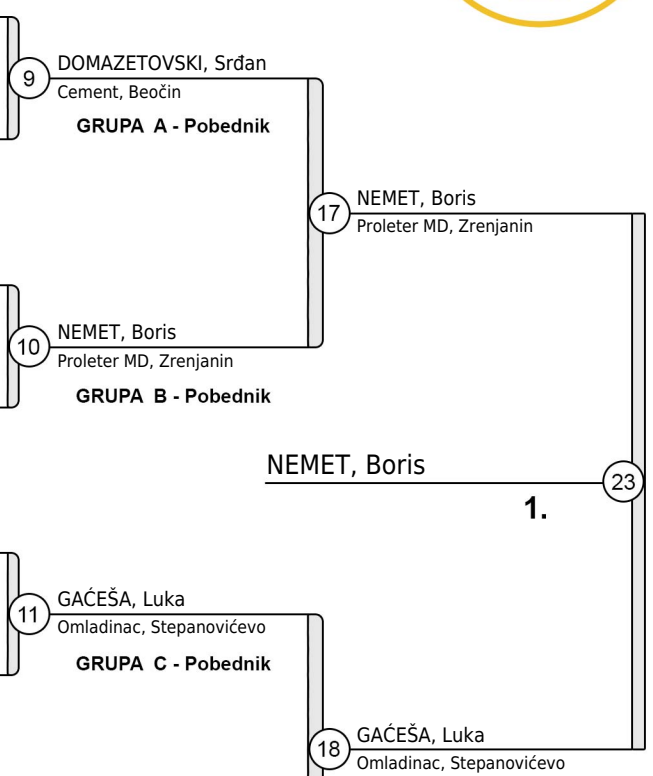 9
DOMAZETOVSKI, Srđan
Cement, Beočin
GRUPA A - Pobednik
17
NEMET, Boris
Proleter MD, Zrenjanin
10
NEMET, Boris
Proleter MD, Zrenjanin
GRUPA B - Pobednik
NEMET, Boris
23
1.
11
GAĆEŠA, Luka
Omladinac, Stepanovićevo
GRUPA C - Pobednik
18
GAĆEŠA, Luka
Omladinac, Stepanovićevo